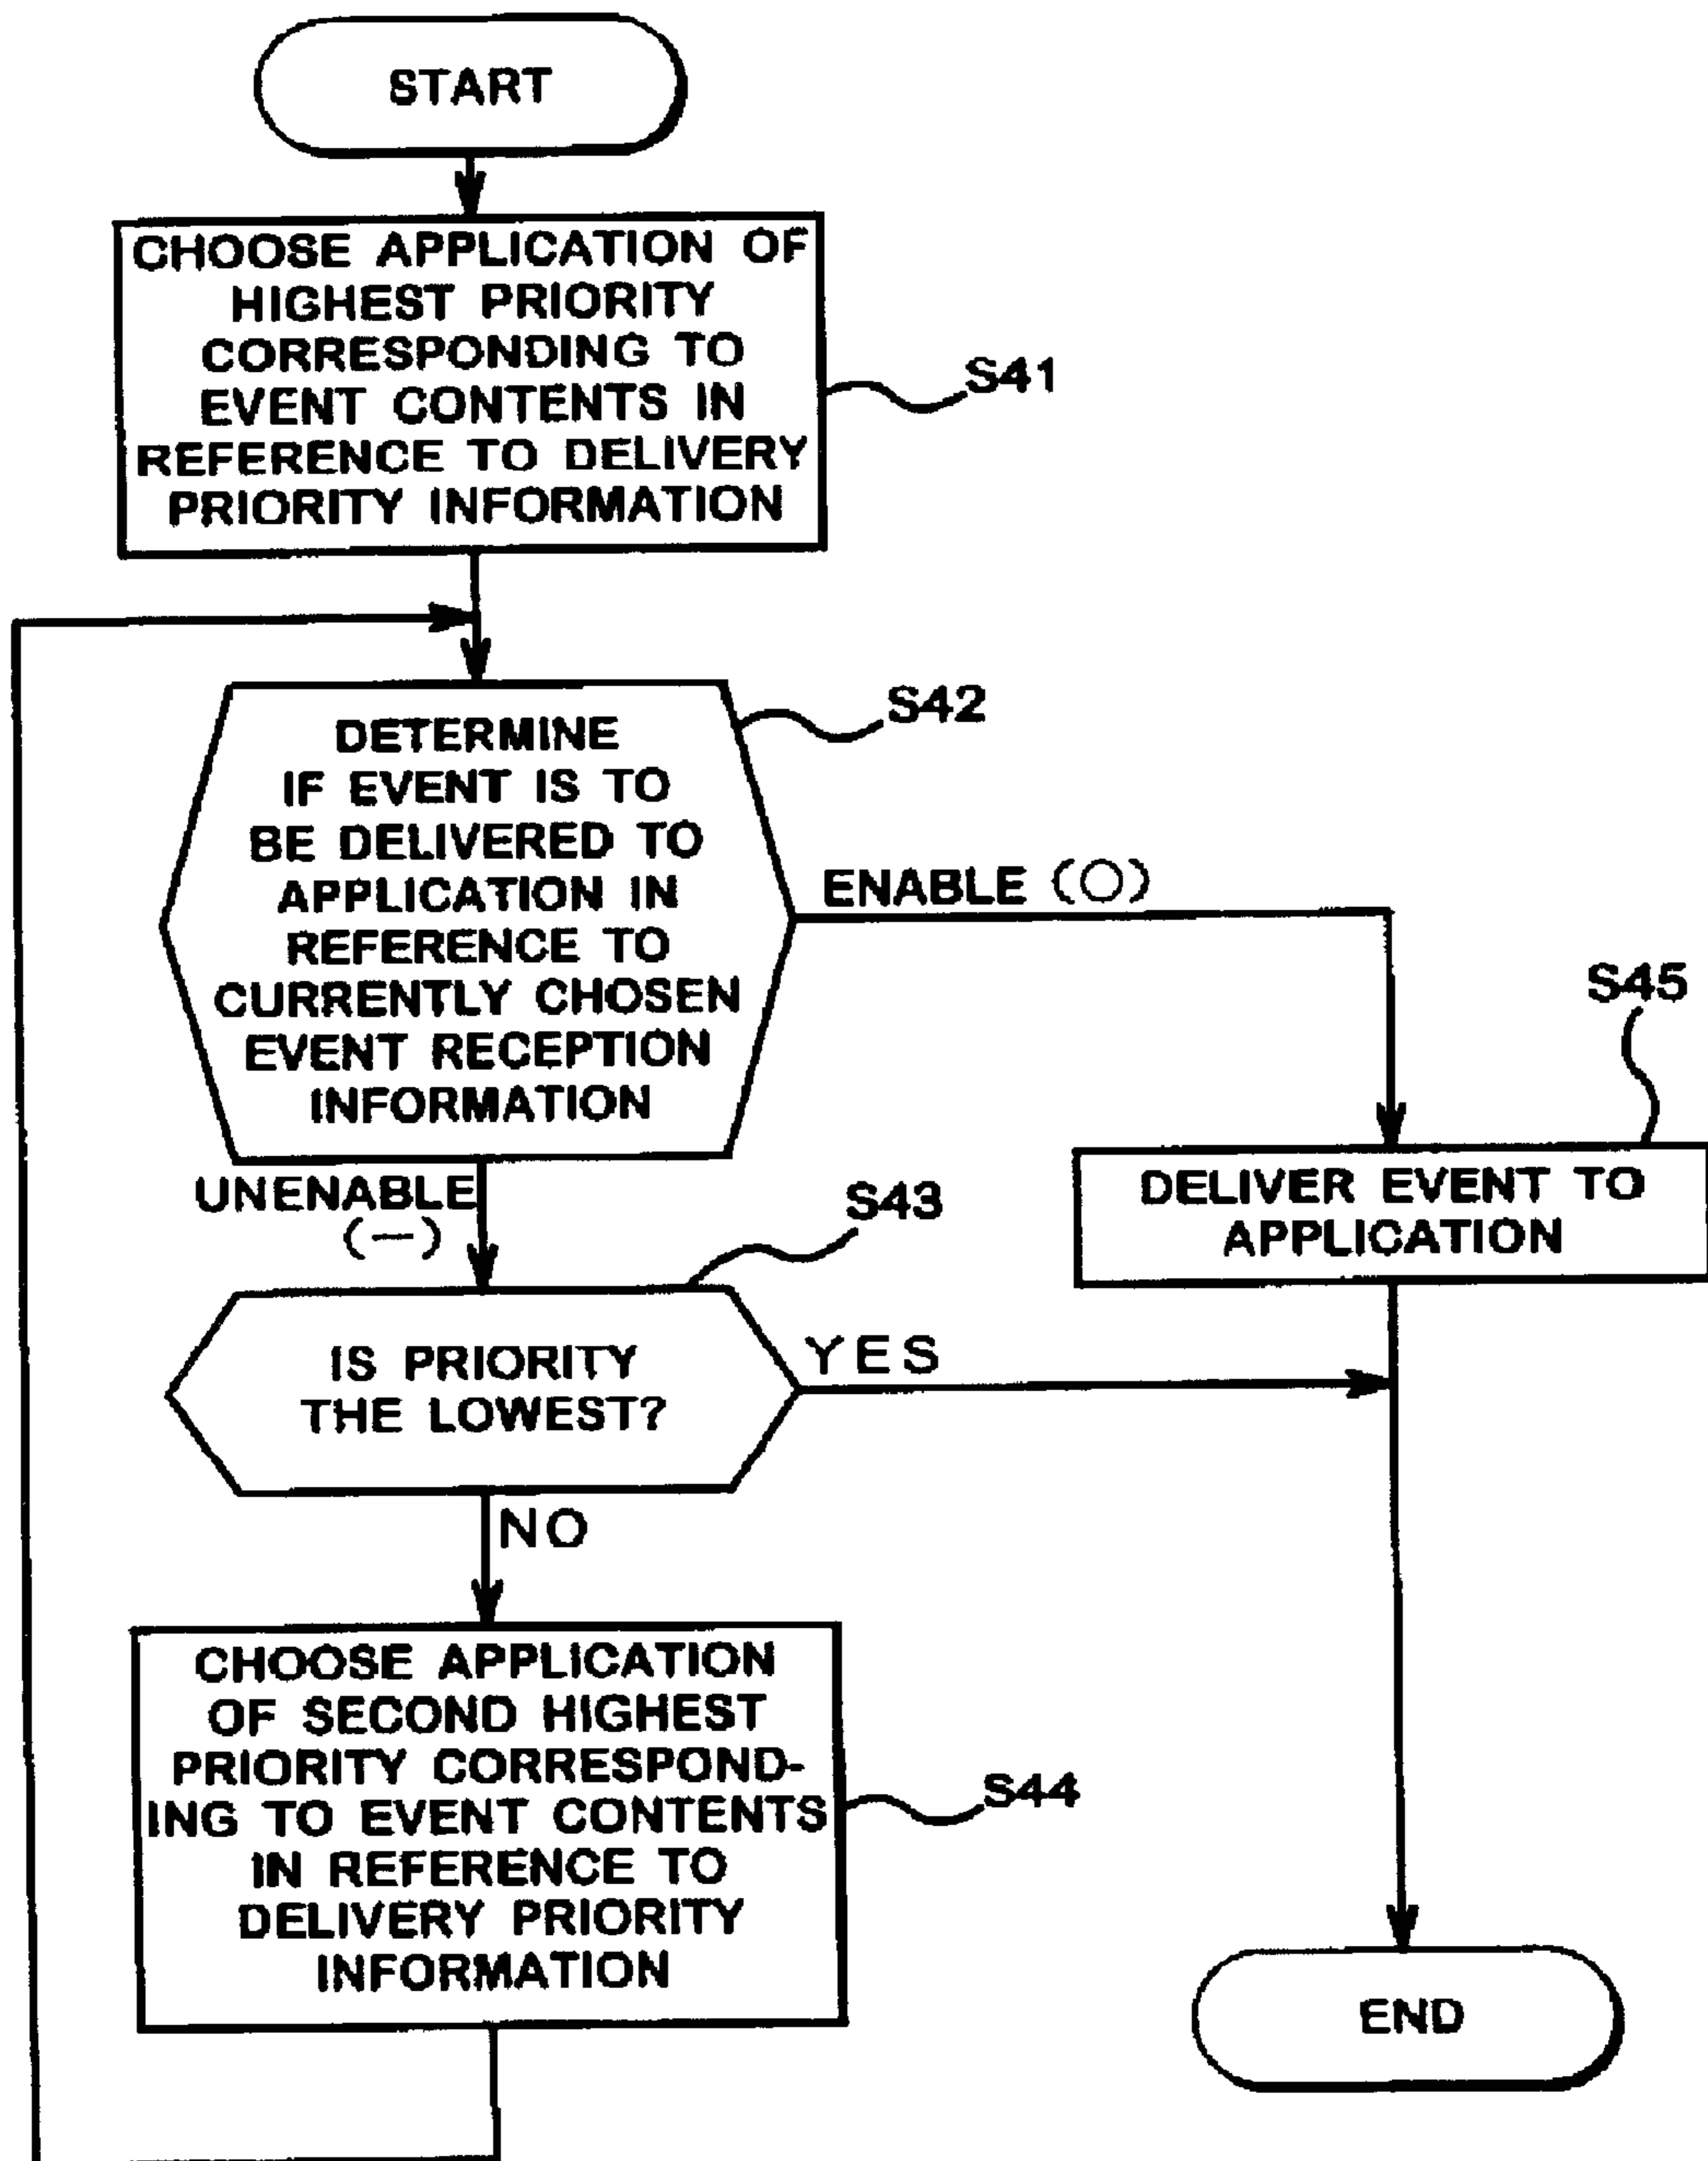 START
CHOOSE APPLICATION OF
HIGHEST PRIORITY
CORRESPONDING TO
EVENT CONTENTS IN
REFERENCE TO DELIVERY
PRIORITY INFORMATION
S41
DETERMINE
IF EVENT IS TO
BE DELIVERED TO
APPLICATION IN
REFERENCE TO
CURRENTLY CHOSEN
EVENT RECEPTION
INFORMATION
S42
ENABLE (○)
UNENABLE
(—)
S45
DELIVER EVENT TO
APPLICATION
S43
IS PRIORITY
THE LOWEST?
YES
NO
CHOOSE APPLICATION
OF SECOND HIGHEST
PRIORITY CORRESPOND-
ING TO EVENT CONTENTS
IN REFERENCE TO
DELIVERY PRIORITY
INFORMATION
S44
END